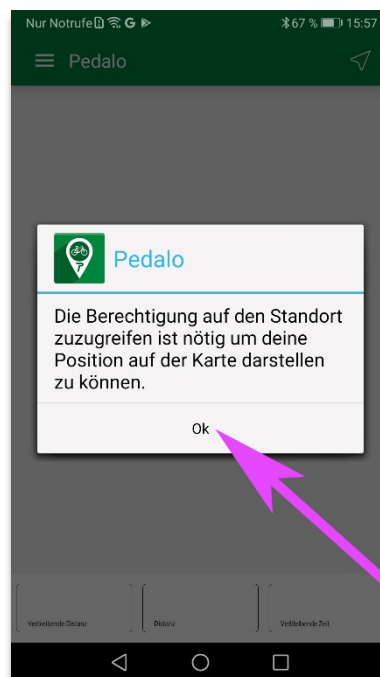 Nur Notrufe G 67 % 15:57
Pedalo
Pedalo
Die Berechtigung auf den Standort
zuzugreifen ist nötig um deine
Position auf der Karte darstellen
zu können.
Ok
Verbleibende Distanz Distanz Verbleibende Zeit